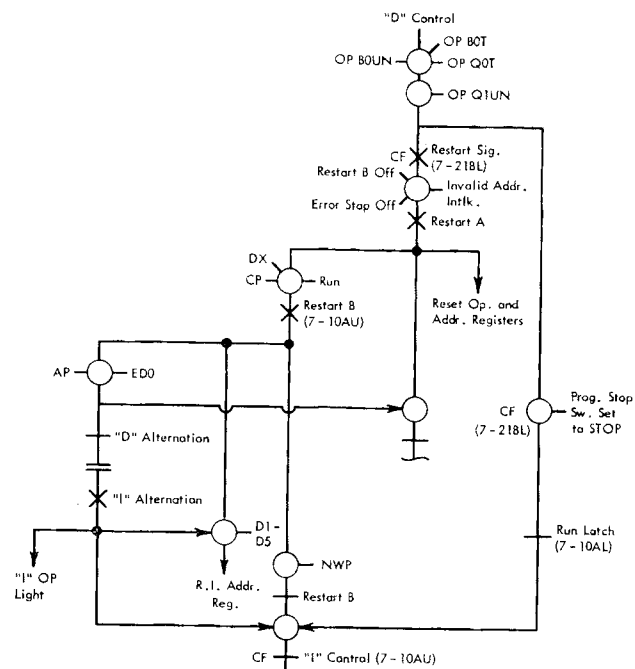 "D" Control
OP B0T
OP B0UN
OP Q0T
OP Q1UN
CF
Restart Sig.
(7-21BL)
Restart B Off
Invalid Addr.
Intlk.
Error Stop Off
Restart A
DX
CP
Run
Restart B
(7-10AU)
Reset Op. and
Addr. Registers
AP
ED0
CF
(7-21BL)
Prog. Stop
Sw. Set
to STOP
"D" Alternation
"I" Alternation
D1-
D5
Run Latch
(7-10AL)
"I" OP
Light
R.I. Addr.
Reg.
NWP
Restart B
CF
"I" Control (7-10AU)